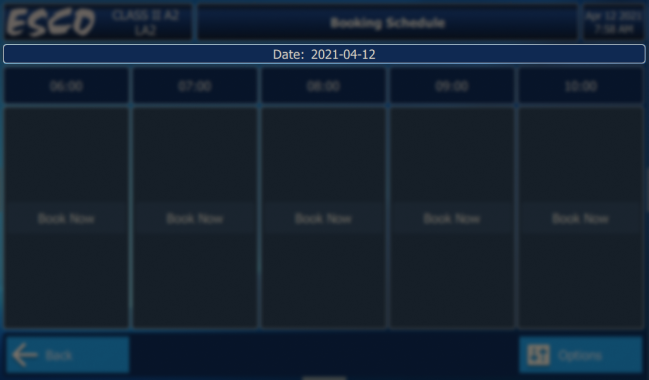 ESCO
CLASS II A2
LA2
Booking Schedule
Apr 12 2021
7:58 AM
Date: 2021-04-12
06:00 07:00 08:00 09:00 10:00
Book Now Book Now Book Now Book Now Book Now
Back
Options